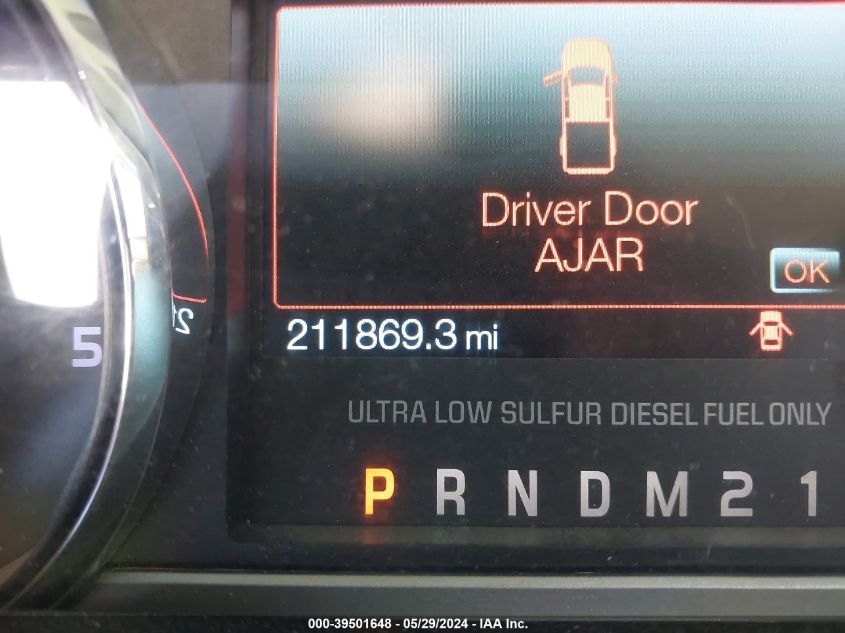 Driver Door
AJAR
OK
211869.3 mi
5
ULTRA LOW SULFUR DIESEL FUEL ONLY
P R N D M 2 1
000-39501648 - 05/29/2024 - IAA Inc.